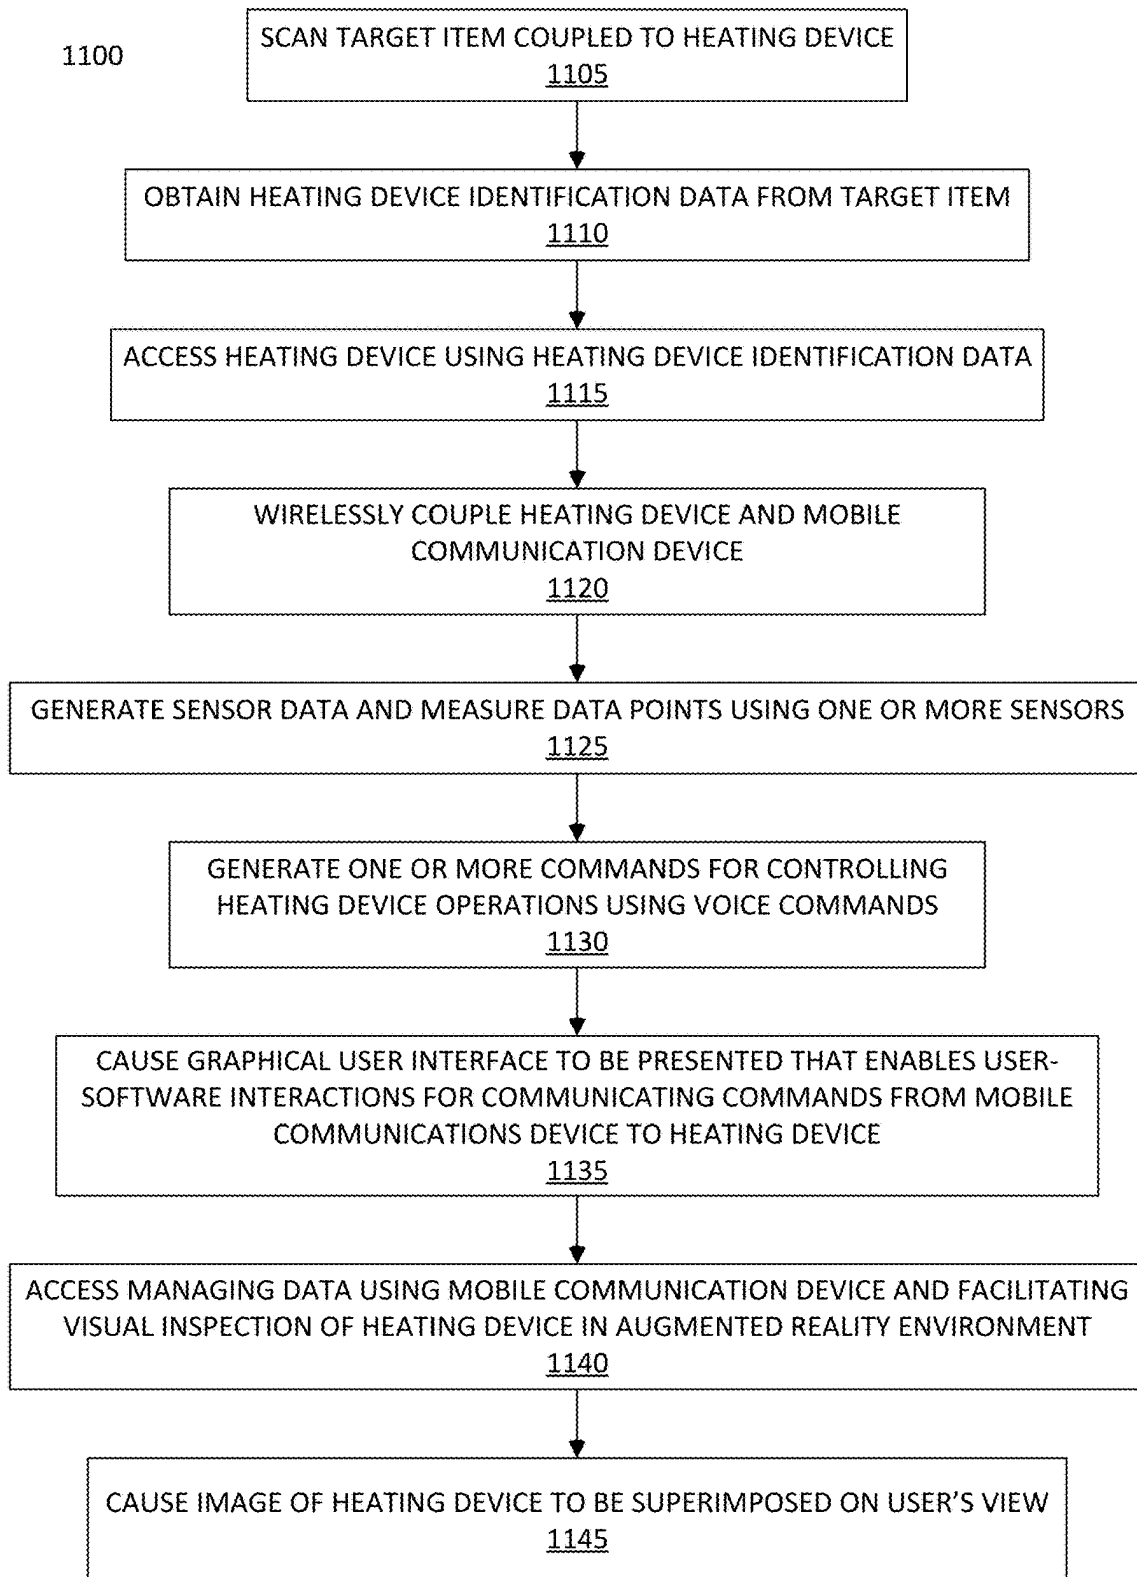 1100
SCAN TARGET ITEM COUPLED TO HEATING DEVICE
1105
OBTAIN HEATING DEVICE IDENTIFICATION DATA FROM TARGET ITEM
1110
ACCESS HEATING DEVICE USING HEATING DEVICE IDENTIFICATION DATA
1115
WIRELESSLY COUPLE HEATING DEVICE AND MOBILE
COMMUNICATION DEVICE
1120
GENERATE SENSOR DATA AND MEASURE DATA POINTS USING ONE OR MORE SENSORS
1125
GENERATE ONE OR MORE COMMANDS FOR CONTROLLING
HEATING DEVICE OPERATIONS USING VOICE COMMANDS
1130
CAUSE GRAPHICAL USER INTERFACE TO BE PRESENTED THAT ENABLES USER-
SOFTWARE INTERACTIONS FOR COMMUNICATING COMMANDS FROM MOBILE
COMMUNICATIONS DEVICE TO HEATING DEVICE
1135
ACCESS MANAGING DATA USING MOBILE COMMUNICATION DEVICE AND FACILITATING
VISUAL INSPECTION OF HEATING DEVICE IN AUGMENTED REALITY ENVIRONMENT
1140
CAUSE IMAGE OF HEATING DEVICE TO BE SUPERIMPOSED ON USER'S VIEW
1145